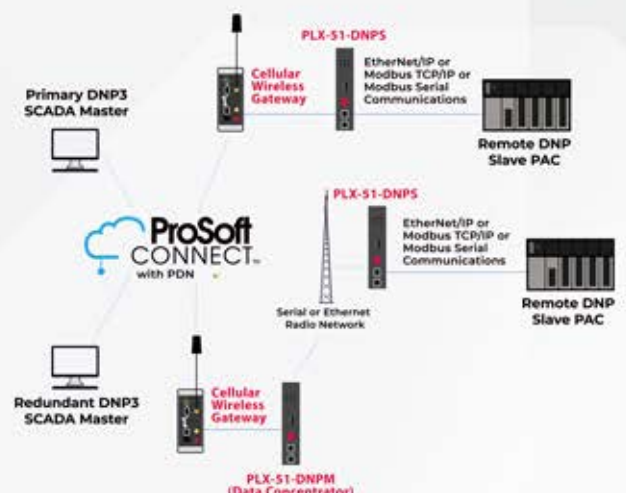 PLX-51-DNPS
Cellular
Wireless
Gateway
EtherNet/IP or
Modbus TCP/IP or
Modbus Serial
Communications
Primary DNP3
SCADA Master
Remote DNP
Slave PAC
PLX-51-DNPS
ProSoft
CONNECT™
with PDN
EtherNet/IP or
Modbus TCP/IP or
Modbus Serial
Communications
Serial or Ethernet
Radio Network
Remote DNP
Slave PAC
Redundant DNP3
SCADA Master
Cellular
Wireless
Gateway
PLX-51-DNPM
(Data Concentrator)